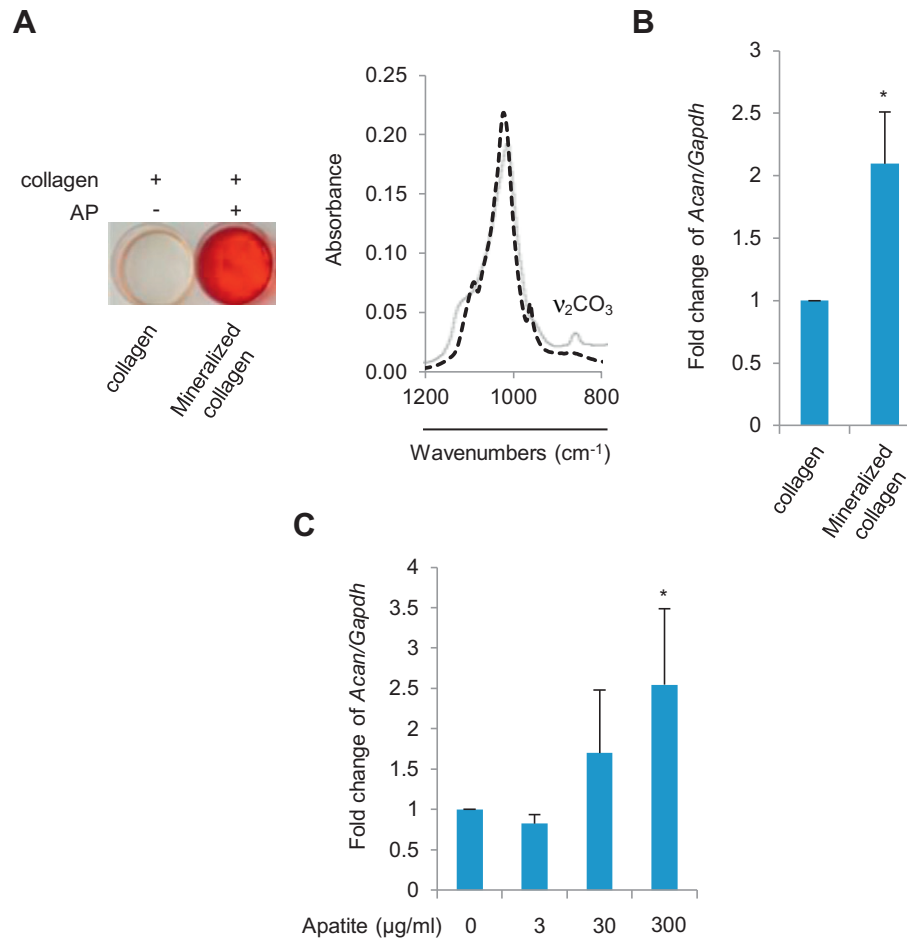 A
collagen + +
AP - +
collagen
Mineralized
collagen
0.25
0.20
0.15
0.10
0.05
0.00
Absorbance
ν₂CO₃
1200 1000 800
Wavenumbers (cm⁻¹)
B
3
2.5
2
1.5
1
0.5
0
Fold change of Acan/Gapdh
*
collagen
Mineralized
collagen
C
4
3.5
3
2.5
2
1.5
1
0.5
0
Fold change of Acan/Gapdh
*
Apatite (μg/ml) 0 3 30 300